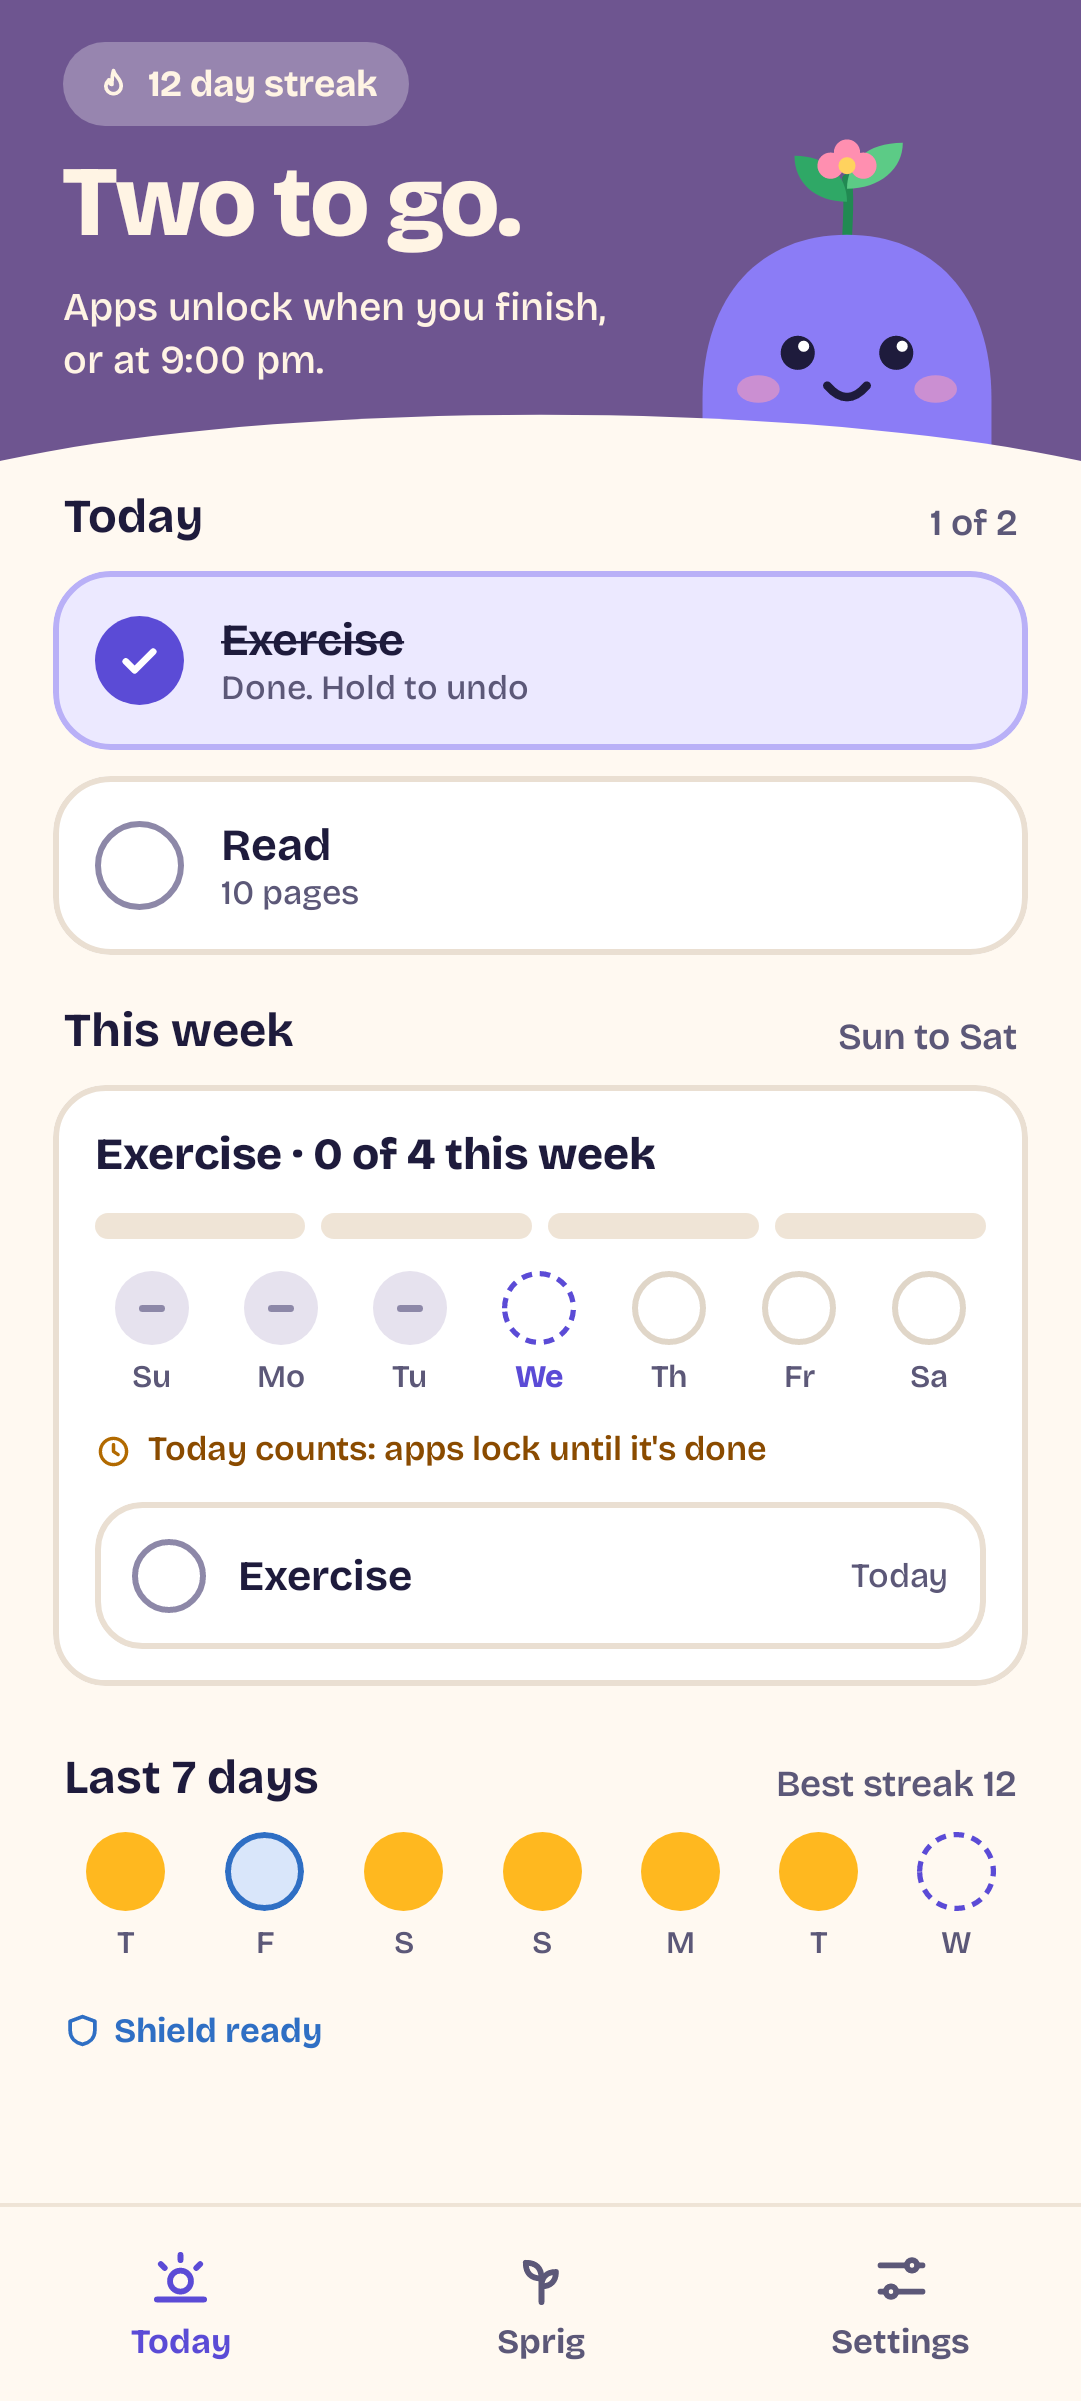 12 day streak
Two to go.
Apps unlock when you finish,
or at 9:00 pm.
Today
1 of 2
Exercise
Done. Hold to undo
Read
10 pages
This week
Sun to Sat
Exercise · 0 of 4 this week
Su Mo Tu We Th Fr Sa
Today counts: apps lock until it's done
Exercise
Today
Last 7 days
Best streak 12
T F S S M T W
Shield ready
Today Sprig Settings